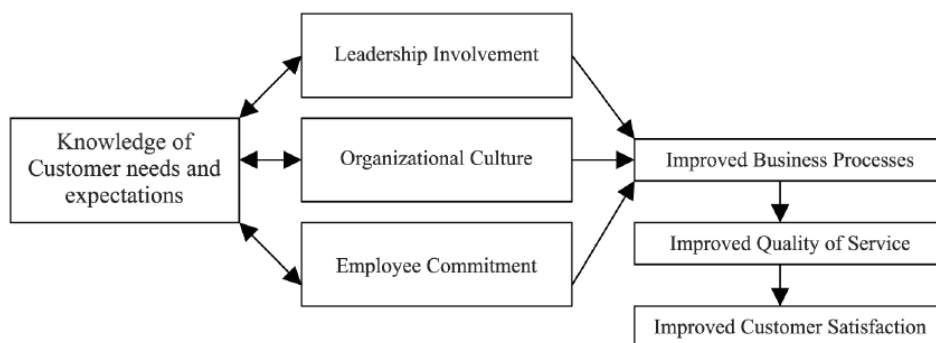 Knowledge of
Customer needs and
expectations
Leadership Involvement
Organizational Culture
Employee Commitment
Improved Business Processes
Improved Quality of Service
Improved Customer Satisfaction